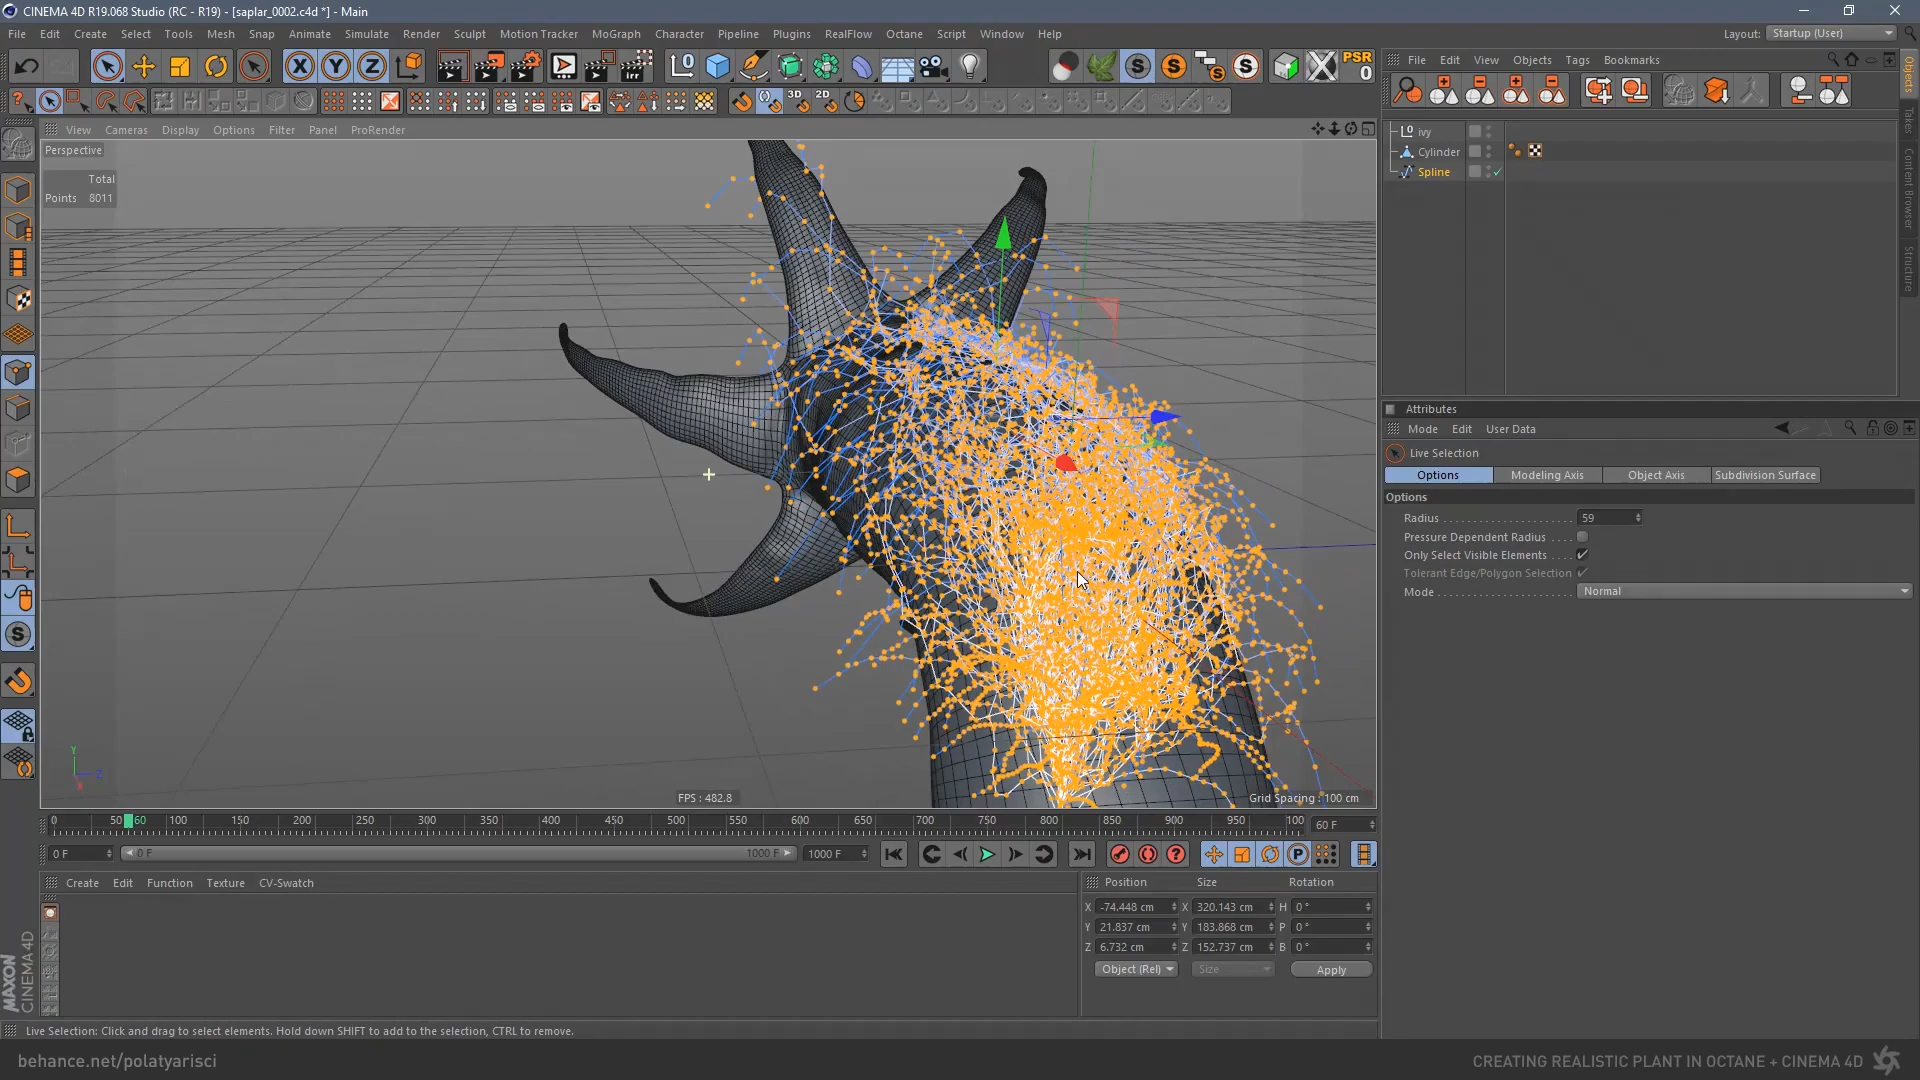 CINEMA 4D R19.068 Studio (RC - R19) - [saplar_0002.c4d *] - Main
File Edit Create Select Tools Mesh Snap Animate Simulate Render Sculpt Motion Tracker MoGraph Character Pipeline Plugins RealFlow Octane Script Window Help
Layout: Startup (User)
PSR
0
File Edit View Objects Tags Bookmarks
3D 2D
View Cameras Display Options Filter Panel ProRender
Perspective
Total
Points 8011
ivy
Cylinder
Spline
Objects
Takes
Content Browser
Structure
Attributes
Mode Edit User Data
Live Selection
Options Modeling Axis Object Axis Subdivision Surface
Options
Radius 59
Pressure Dependent Radius
Only Select Visible Elements
Tolerant Edge/Polygon Selection
Mode Normal
Y
Z
X
FPS : 482.8
Grid Spacing : 100 cm
0 50 60 100 150 200 250 300 350 400 450 500 550 600 650 700 750 800 850 900 950 100 60 F
0 F 0 F 1000 F 1000 F
Create Edit Function Texture CV-Swatch
Position Size Rotation
X -74.448 cm X 320.143 cm H 0 °
Y 21.837 cm Y 183.868 cm P 0 °
Z 6.732 cm Z 152.737 cm B 0 °
Object (Rel) Size Apply
MAXON
CINEMA 4D
Live Selection: Click and drag to select elements. Hold down SHIFT to add to the selection, CTRL to remove.
behance.net/polatyarisci
CREATING REALISTIC PLANT IN OCTANE + CINEMA 4D